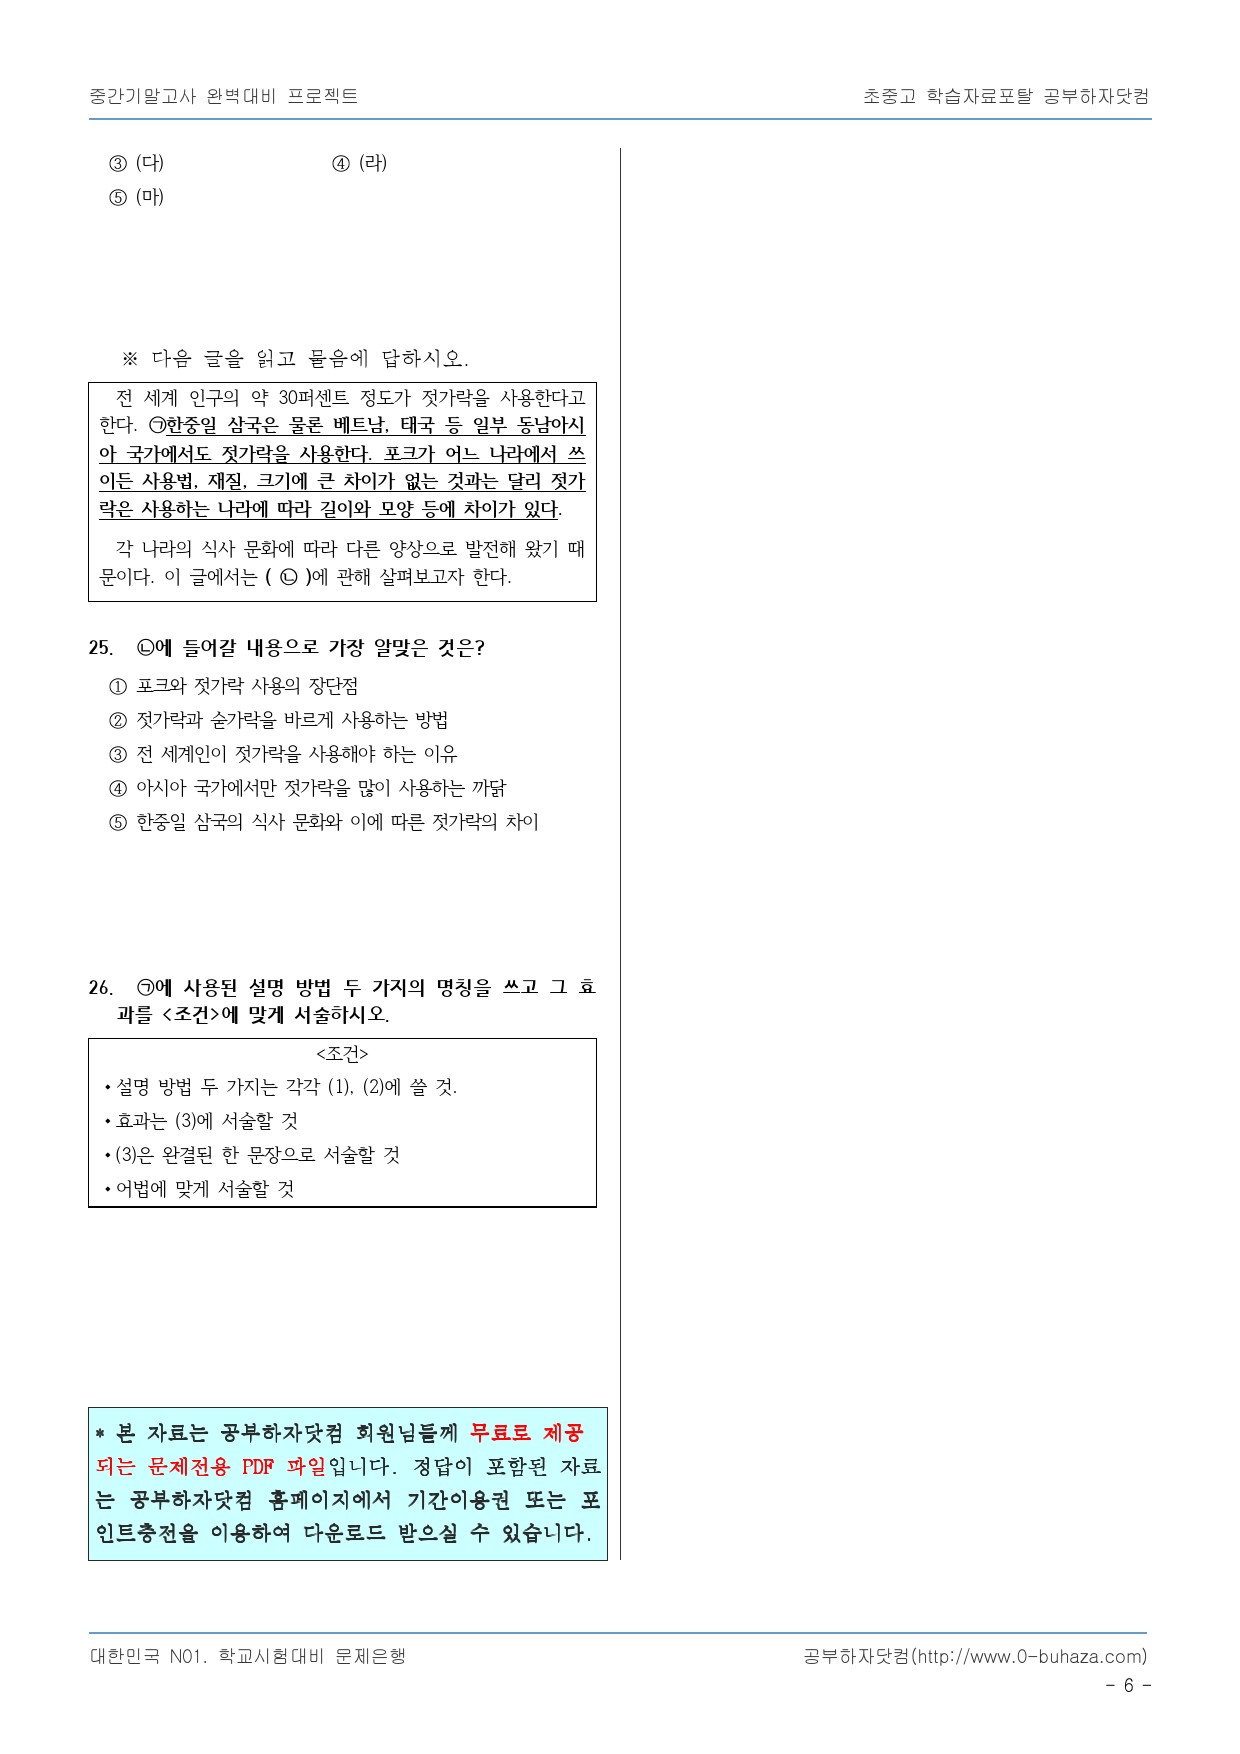 중간기말고사 완벽대비 프로젝트
초중고 학습자료포탈 공부하자닷컴
③ (다) ④ (라)
⑤ (마)
※ 다음 글을 읽고 물음에 답하시오.
전 세계 인구의 약 30퍼센트 정도가 젓가락을 사용한다고
한다. ㉠한중일 삼국은 물론 베트남, 태국 등 일부 동남아시
아 국가에서도 젓가락을 사용한다. 포크가 어느 나라에서 쓰
이든 사용법, 재질, 크기에 큰 차이가 없는 것과는 달리 젓가
락은 사용하는 나라에 따라 길이와 모양 등에 차이가 있다.
각 나라의 식사 문화에 따라 다른 양상으로 발전해 왔기 때
문이다. 이 글에서는 ( ㉡ )에 관해 살펴보고자 한다.
25. ㉡에 들어갈 내용으로 가장 알맞은 것은?
① 포크와 젓가락 사용의 장단점
② 젓가락과 숟가락을 바르게 사용하는 방법
③ 전 세계인이 젓가락을 사용해야 하는 이유
④ 아시아 국가에서만 젓가락을 많이 사용하는 까닭
⑤ 한중일 삼국의 식사 문화와 이에 따른 젓가락의 차이
26. ㉠에 사용된 설명 방법 두 가지의 명칭을 쓰고 그 효
과를 <조건>에 맞게 서술하시오.
<조건>
•설명 방법 두 가지는 각각 (1), (2)에 쓸 것.
•효과는 (3)에 서술할 것
•(3)은 완결된 한 문장으로 서술할 것
•어법에 맞게 서술할 것
* 본 자료는 공부하자닷컴 회원님들께 무료로 제공
되는 문제전용 PDF 파일입니다. 정답이 포함된 자료
는 공부하자닷컴 홈페이지에서 기간이용권 또는 포
인트충전을 이용하여 다운로드 받으실 수 있습니다.
대한민국 N01. 학교시험대비 문제은행
공부하자닷컴(http://www.0-buhaza.com)
- 6 -